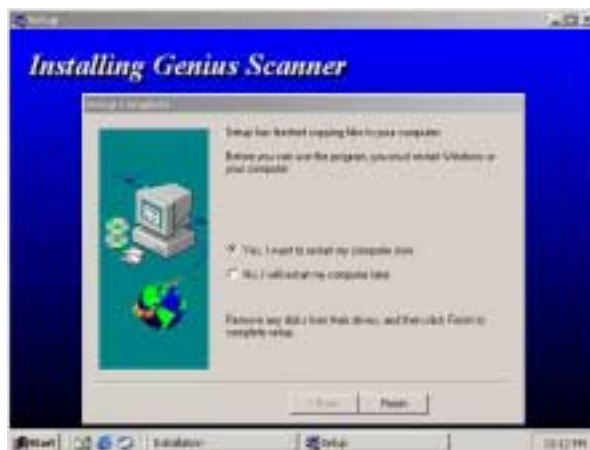 Setup
Installing Genius Scanner
Setup Complete
Setup has finished copying files to your computer.
Before you can use the program, you must restart Windows or
your computer.
Yes, I want to restart my computer now.
No, I will restart my computer later.
Remove any disks from their drives, and then click Finish to
complete setup.
< Back
Finish
Start
Installation
Setup